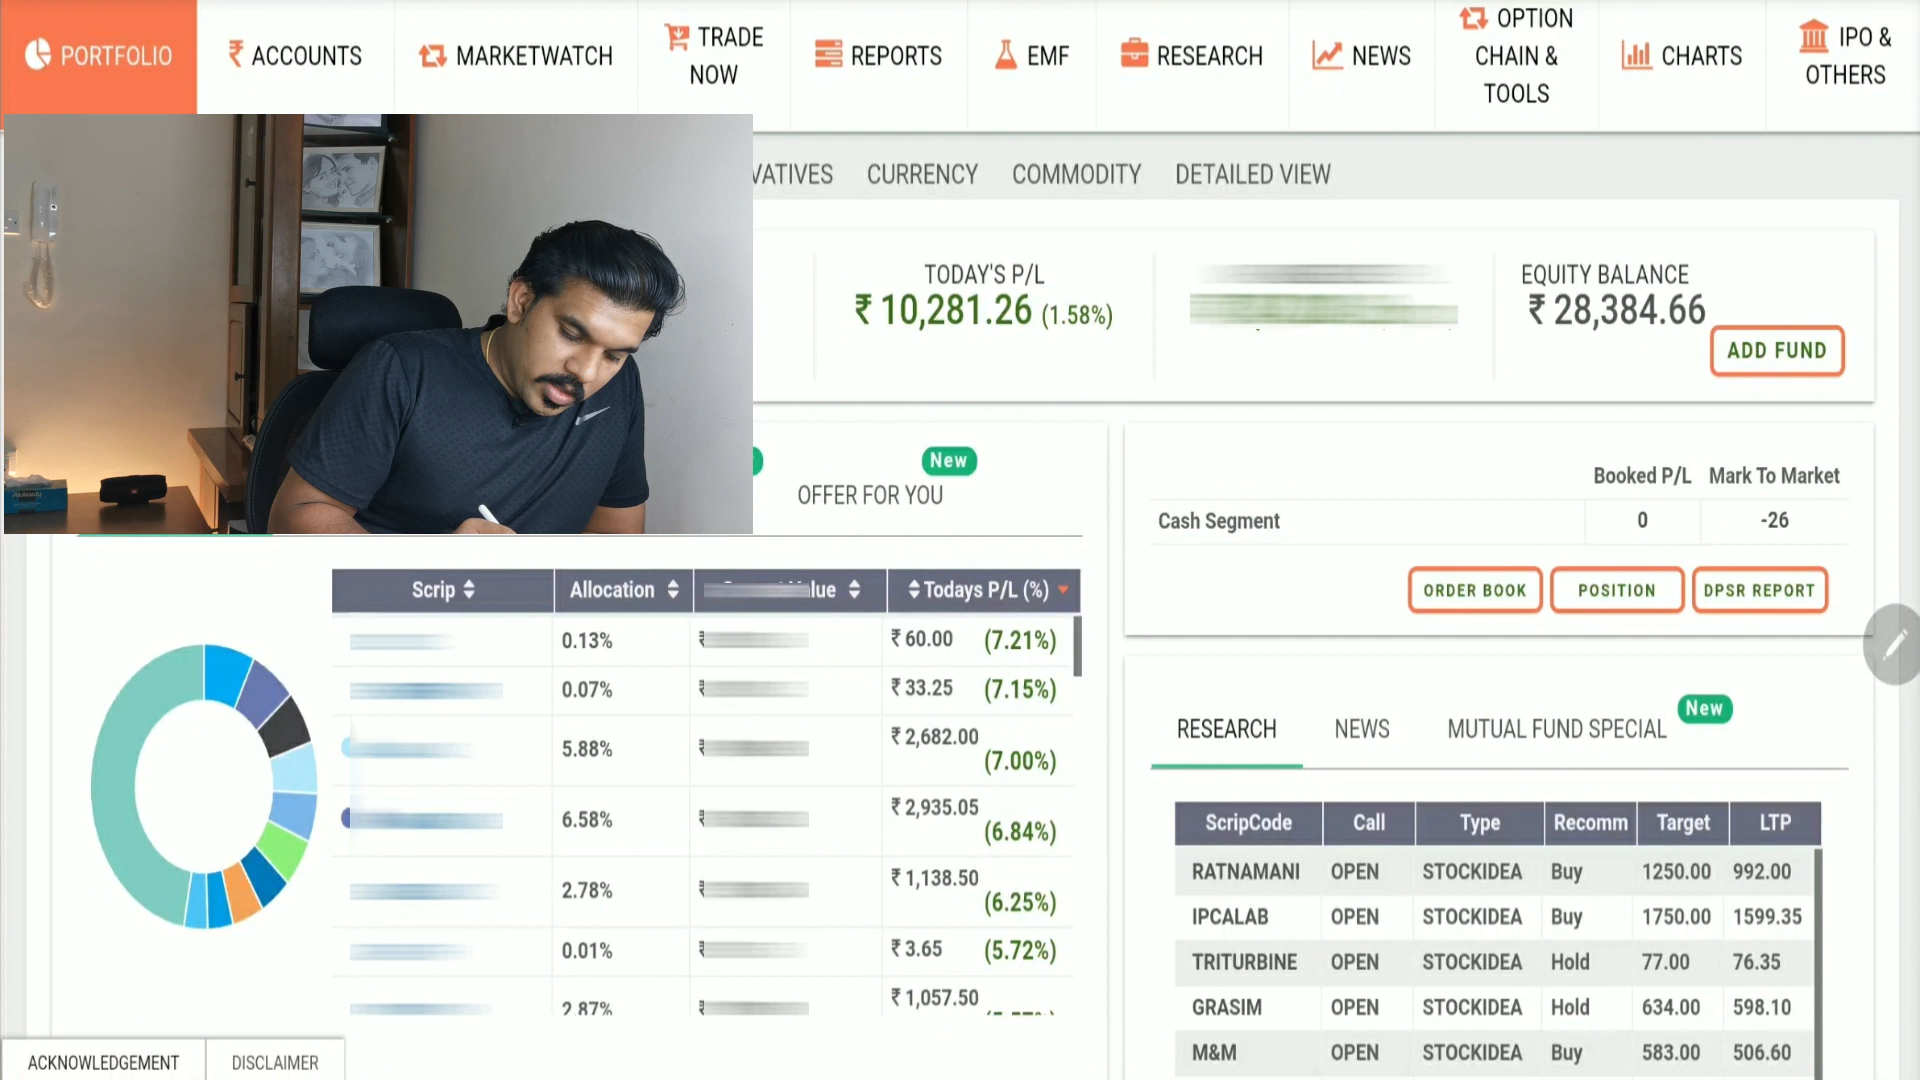 PORTFOLIO
ACCOUNTS
MARKETWATCH
TRADE
NOW
REPORTS
EMF
RESEARCH
NEWS
OPTION
CHAIN &
TOOLS
CHARTS
IPO &
OTHERS
VATIVES CURRENCY COMMODITY DETAILED VIEW
TODAY'S P/L
₹ 10,281.26 (1.58%)
EQUITY BALANCE
₹ 28,384.66
ADD FUND
New
OFFER FOR YOU
Booked P/L Mark To Market
Cash Segment 0 -26
ORDER BOOK POSITION DPSR REPORT
Scrip Allocation lue Todays P/L (%)
0.13% ₹ ₹ 60.00 (7.21%)
0.07% ₹ ₹ 33.25 (7.15%)
5.88% ₹ ₹ 2,682.00
(7.00%)
6.58% ₹ ₹ 2,935.05
(6.84%)
2.78% ₹ ₹ 1,138.50
(6.25%)
0.01% ₹ ₹ 3.65 (5.72%)
2.87% ₹ ₹ 1,057.50
RESEARCH NEWS MUTUAL FUND SPECIAL New
ScripCode Call Type Recomm Target LTP
RATNAMANI OPEN STOCKIDEA Buy 1250.00 992.00
IPCALAB OPEN STOCKIDEA Buy 1750.00 1599.35
TRITURBINE OPEN STOCKIDEA Hold 77.00 76.35
GRASIM OPEN STOCKIDEA Hold 634.00 598.10
M&M OPEN STOCKIDEA Buy 583.00 506.60
ACKNOWLEDGEMENT DISCLAIMER